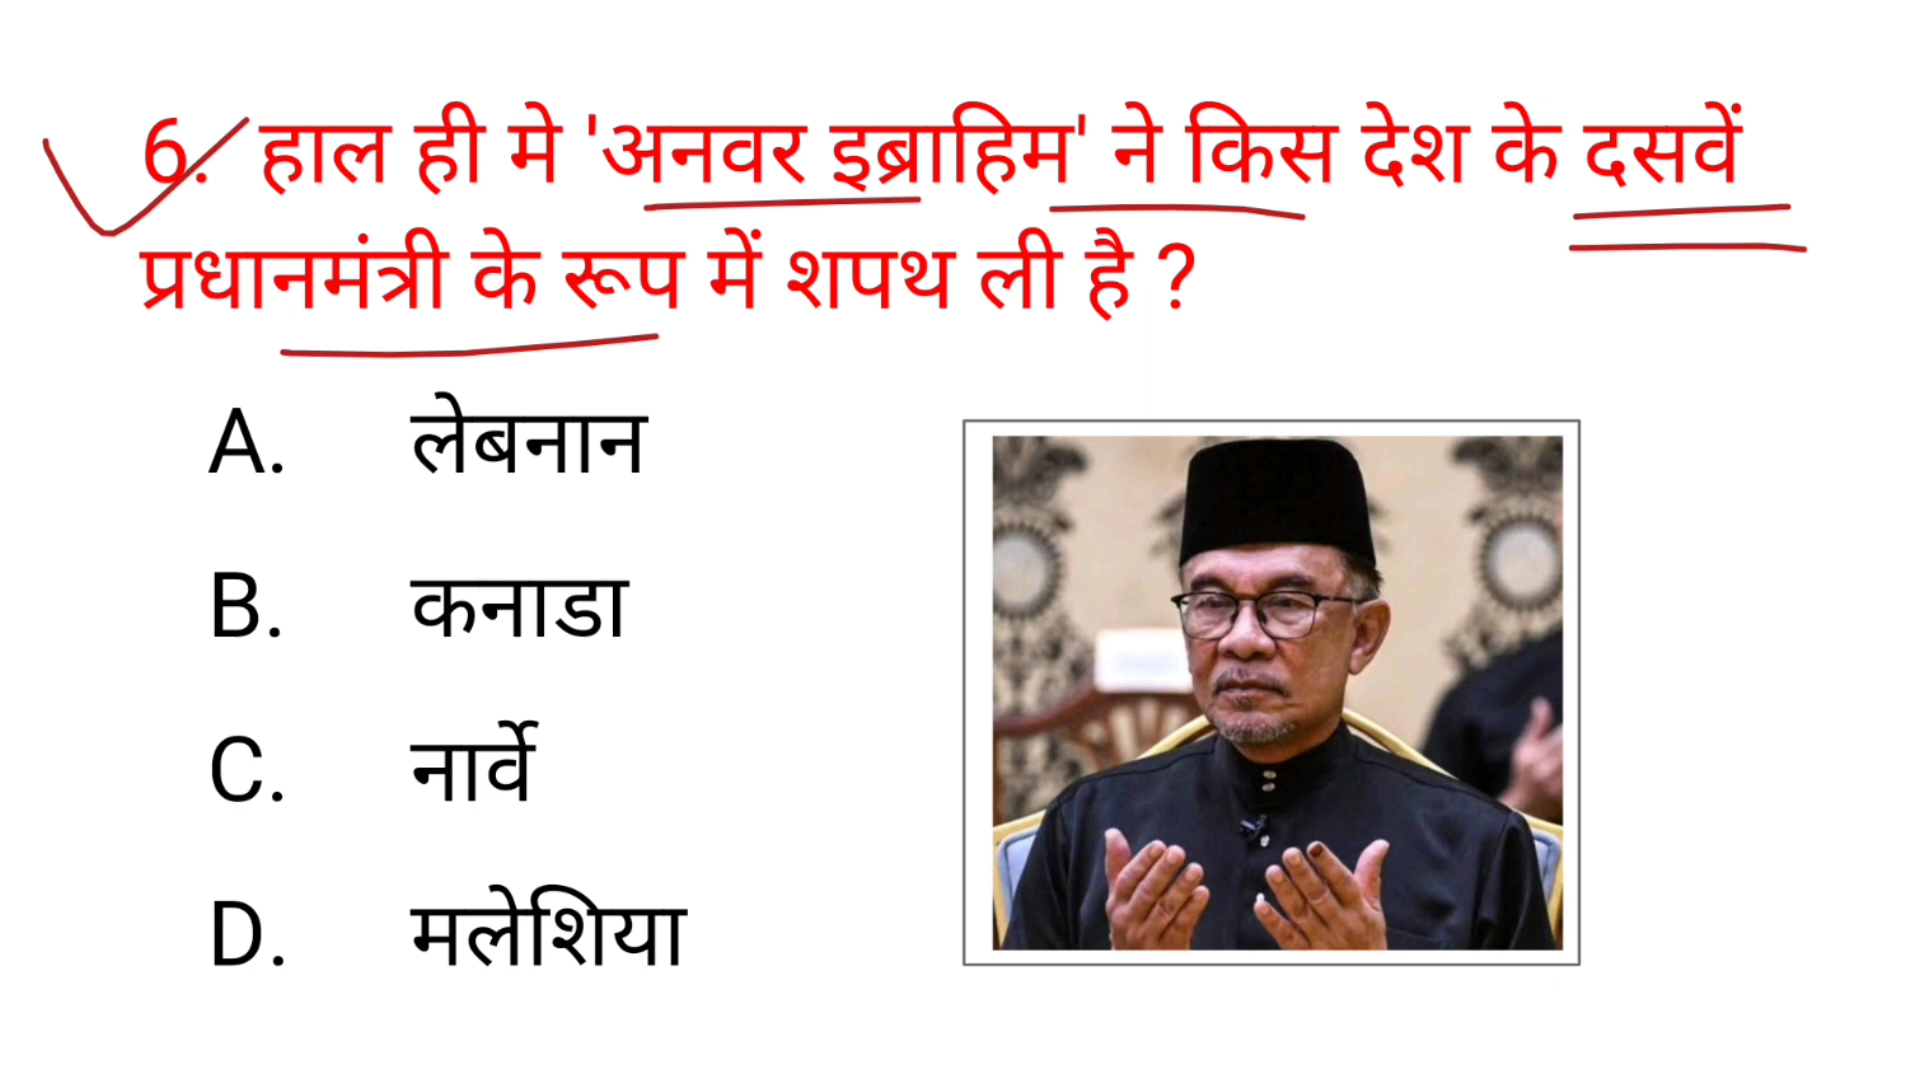 6. हाल ही मे 'अनवर इब्राहिम' ने किस देश के दसवें
प्रधानमंत्री के रूप में शपथ ली है ?
A. लेबनान
B. कनाडा
C. नार्वे
D. मलेशिया